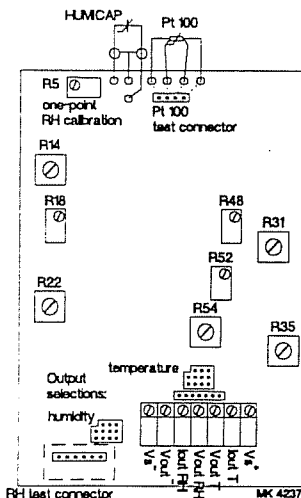 HUMICAP
Pt 100
R5
one-point
RH calibration
Pt 100
test connector
R14
R18
R48
R31
R52
R22
R54
R35
temperature
Output
selections:
humidity
Vs-
Vout-
Iout RH
Vout RH
Vout T
Iout T
Vs+
RH test connector
MK 4237